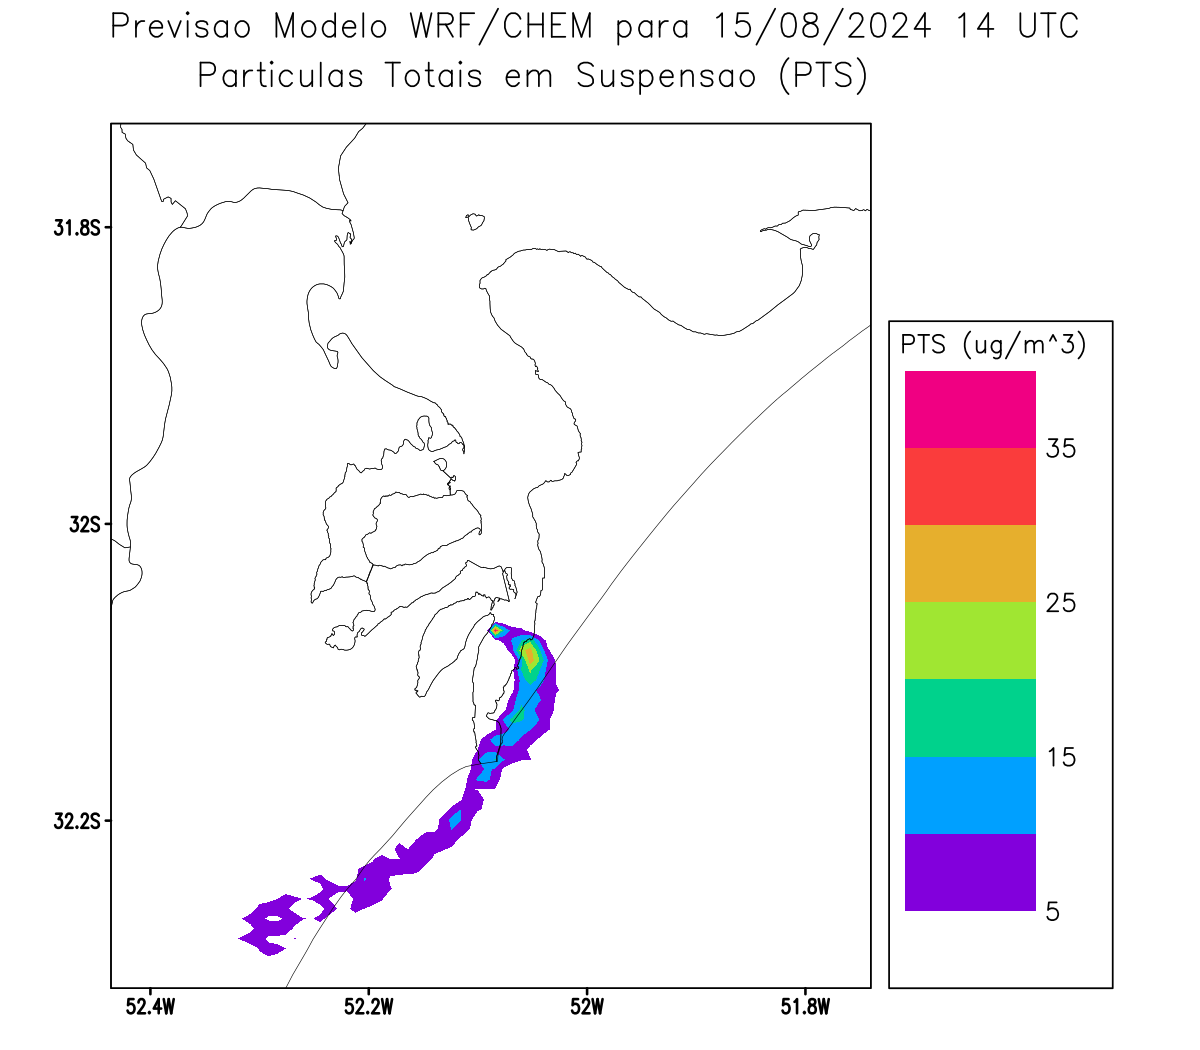 Previsao Modelo WRF/CHEM para 15/08/2024 14 UTC
Particulas Totais em Suspensao (PTS)
31.8S
32S
32.2S
52.4W
52.2W
52W
51.8W
PTS (ug/m^3)
35
25
15
5